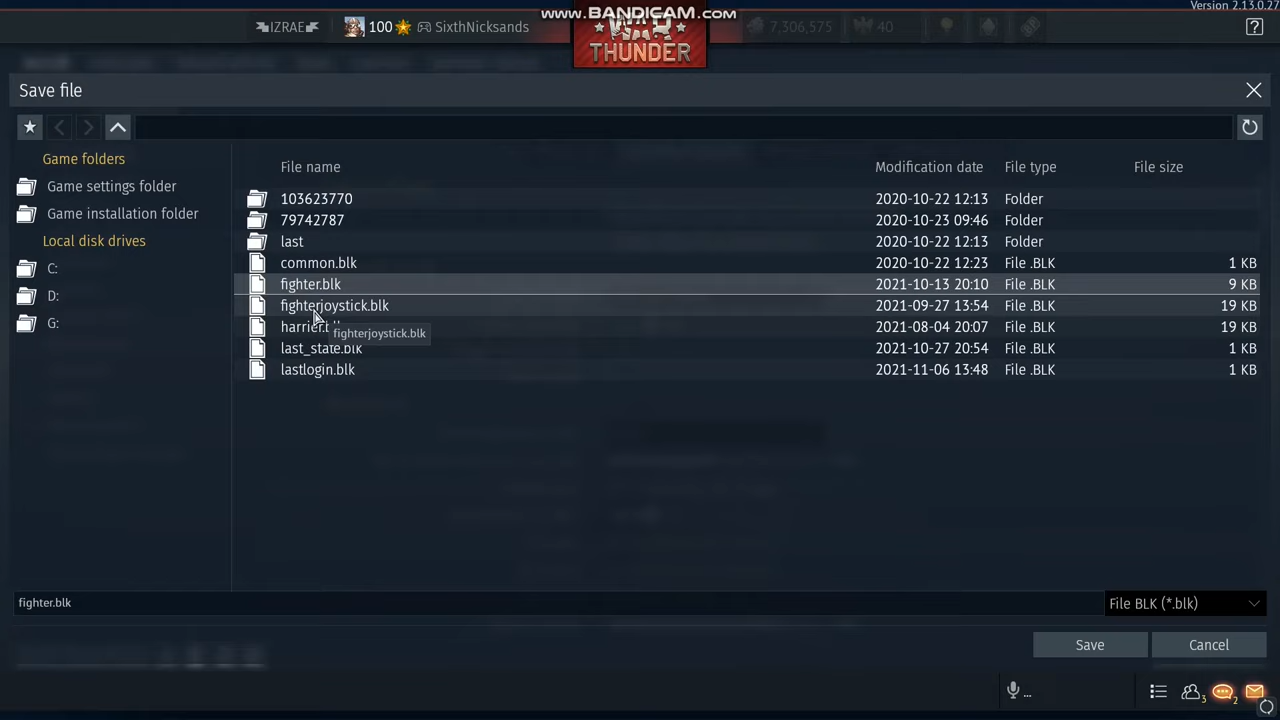 Version 2.13.0.27
www.BANDICAM.com
IZRAE 100 SixthNicksands
WAR THUNDER
7,306,575 40
Save file
Game folders
Game settings folder
Game installation folder
Local disk drives
C:
D:
G:
File name Modification date File type File size
103623770 2020-10-22 12:13 Folder
79742787 2020-10-23 09:46 Folder
last 2020-10-22 12:13 Folder
common.blk 2020-10-22 12:23 File .BLK 1 KB
fighter.blk 2021-10-13 20:10 File .BLK 9 KB
fighterjoystick.blk 2021-09-27 13:54 File .BLK 19 KB
2021-08-04 20:07 File .BLK 19 KB
fighterjoystick.blk
last_state.blk 2021-10-27 20:54 File .BLK 1 KB
lastlogin.blk 2021-11-06 13:48 File .BLK 1 KB
fighter.blk File BLK (*.blk)
Save Cancel
... 3 2